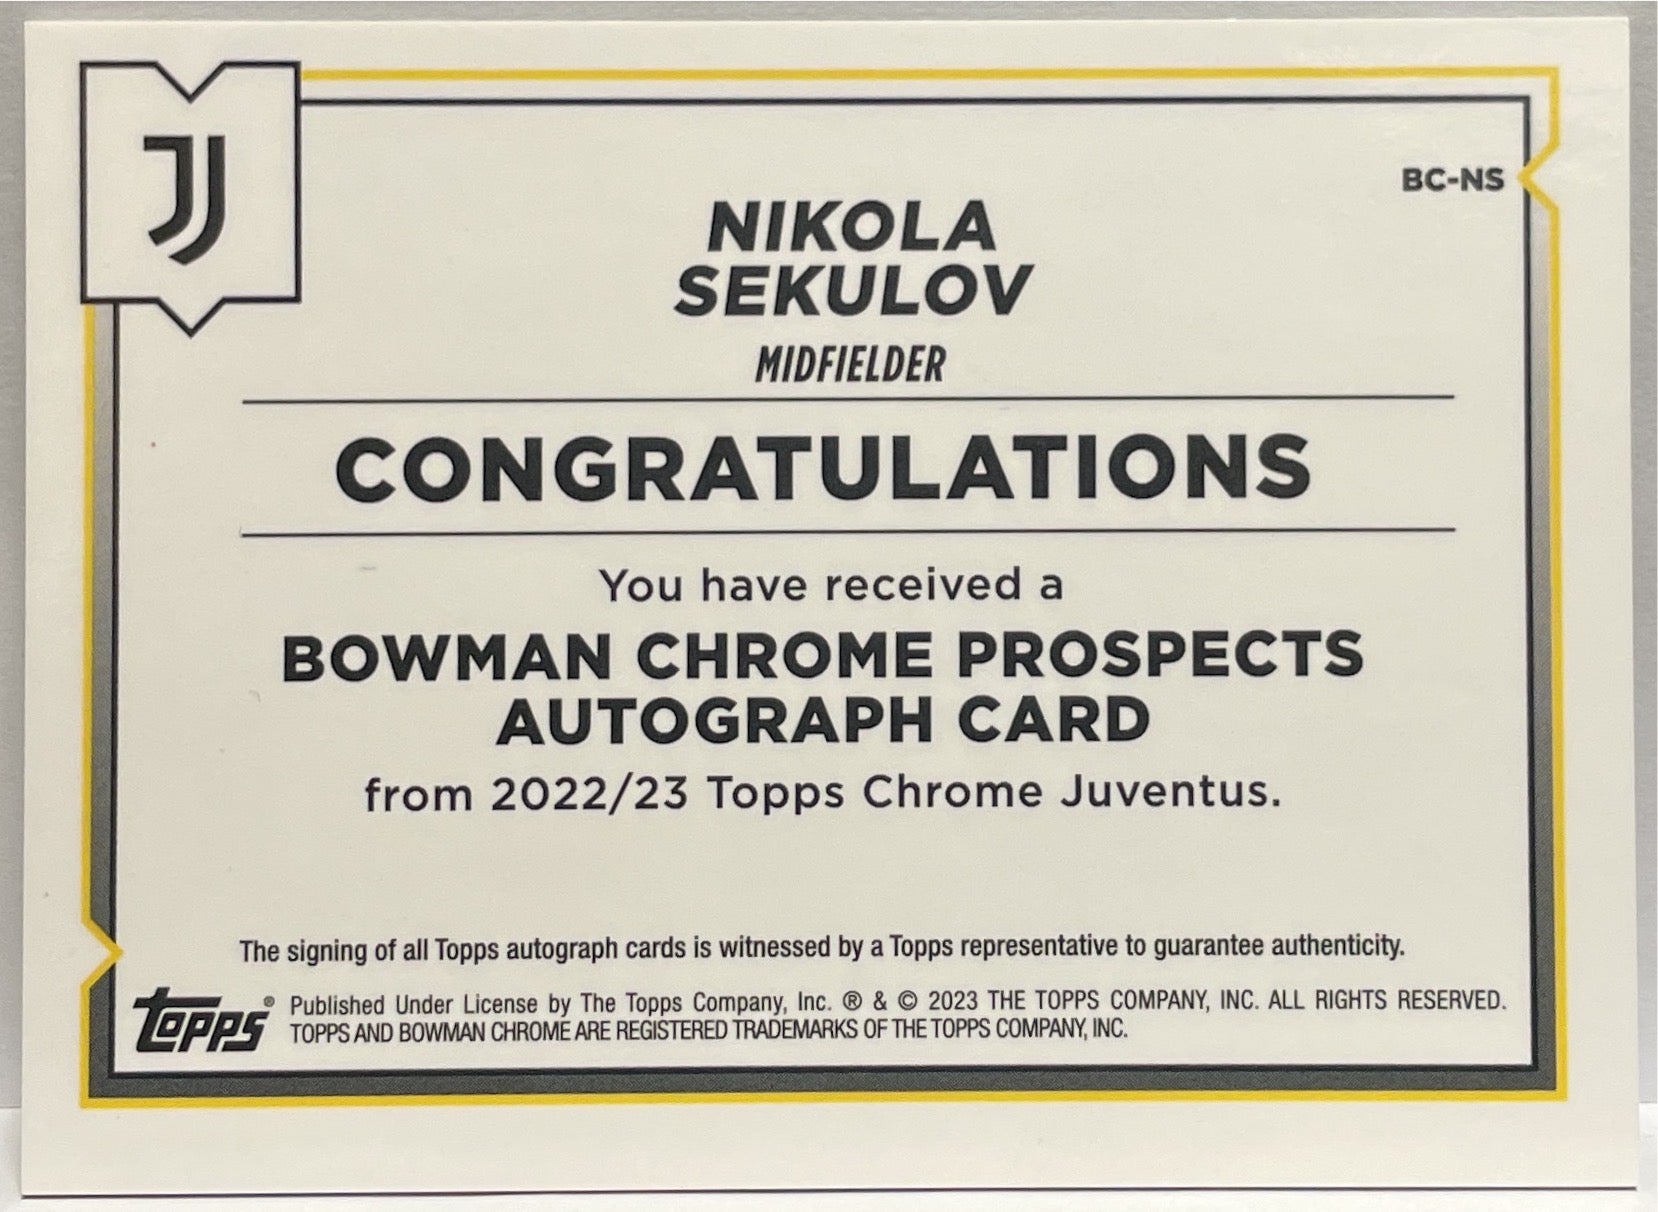 BC-NS
NIKOLA
SEKULOV
MIDFIELDER
CONGRATULATIONS
You have received a
BOWMAN CHROME PROSPECTS
AUTOGRAPH CARD
from 2022/23 Topps Chrome Juventus.
The signing of all Topps autograph cards is witnessed by a Topps representative to guarantee authenticity.
Topps® Published Under License by The Topps Company, Inc. ® & © 2023 THE TOPPS COMPANY, INC. ALL RIGHTS RESERVED.
TOPPS AND BOWMAN CHROME ARE REGISTERED TRADEMARKS OF THE TOPPS COMPANY, INC.